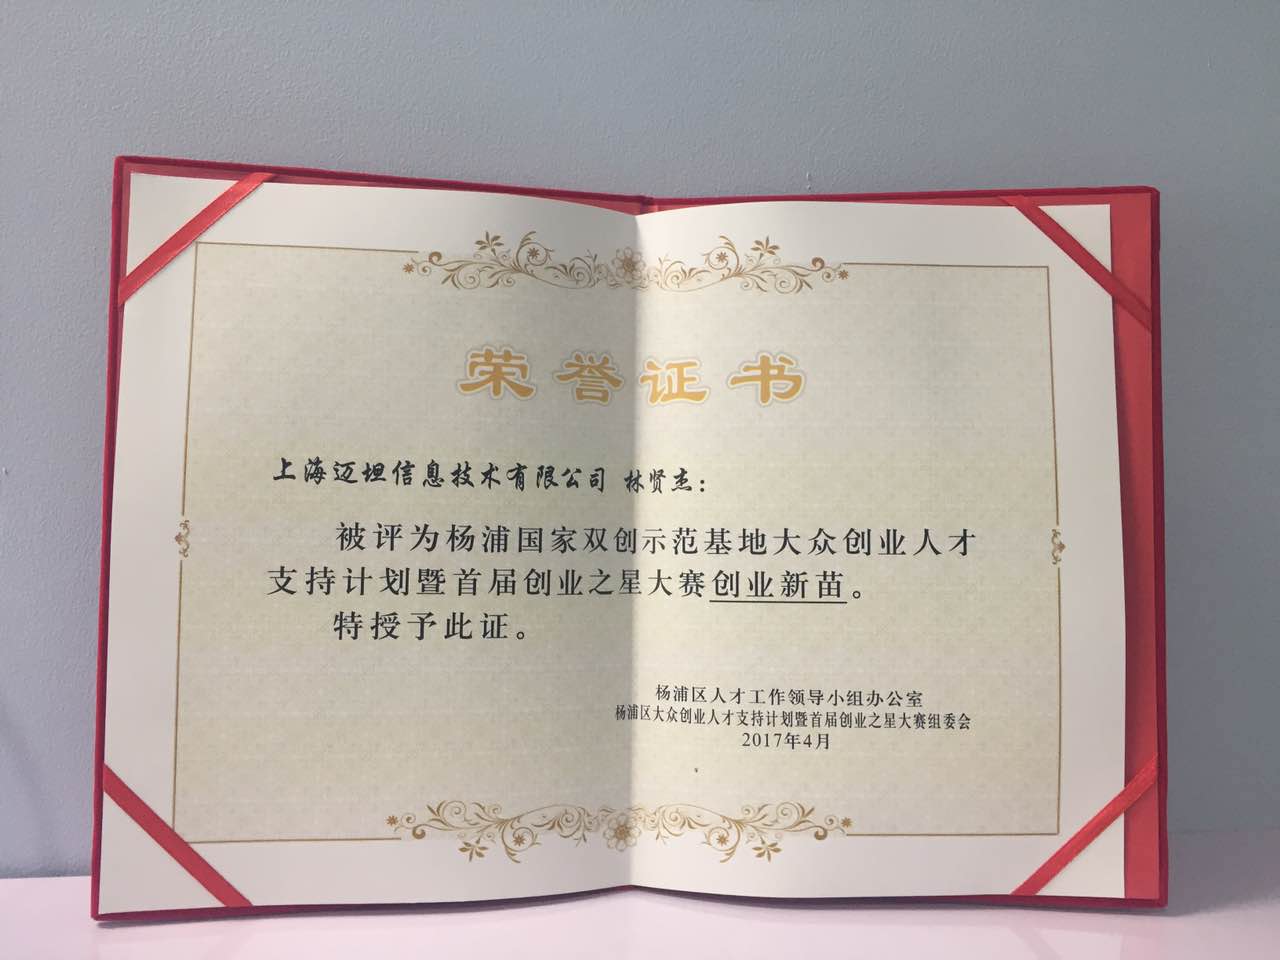 荣誉证书
上海迈坦信息技术有限公司 林贤杰：
被评为杨浦国家双创示范基地大众创业人才
支持计划暨首届创业之星大赛创业新苗。
特授予此证。
杨浦区人才工作领导小组办公室
杨浦区大众创业人才支持计划暨首届创业之星大赛组委会
2017年4月